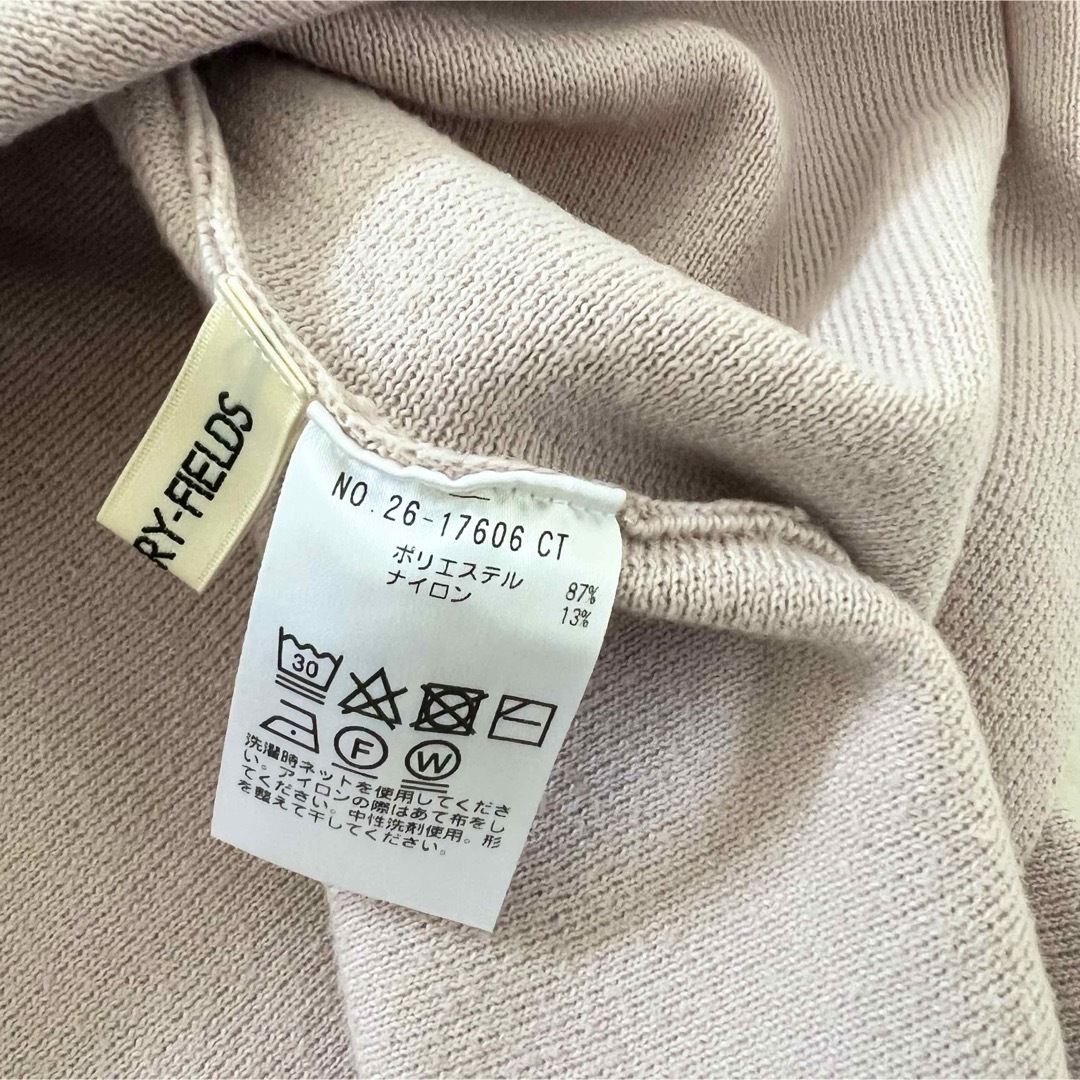 RY-FIELDS
NO.26-17606 CT
ポリエステル 87%
ナイロン 13%
30
F
W
洗濯時ネットを使用してくださ
い。アイロンの際はあて布をし
てください。中性洗剤使用。形
を整えて干してください。